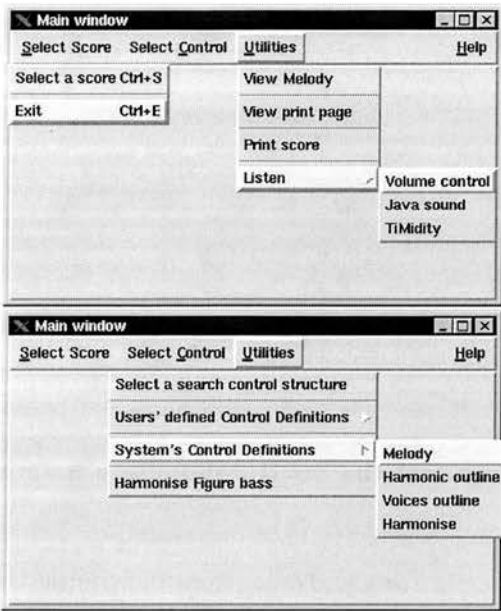 Main window
Select Score Select Control Utilities Help
Select a score Ctrl+S
Exit Ctrl+E
View Melody
View print page
Print score
Listen
Volume control
Java sound
TiMidity
Main window
Select Score Select Control Utilities Help
Select a search control structure
Users' defined Control Definitions
System's Control Definitions
Harmonise Figure bass
Melody
Harmonic outline
Voices outline
Harmonise